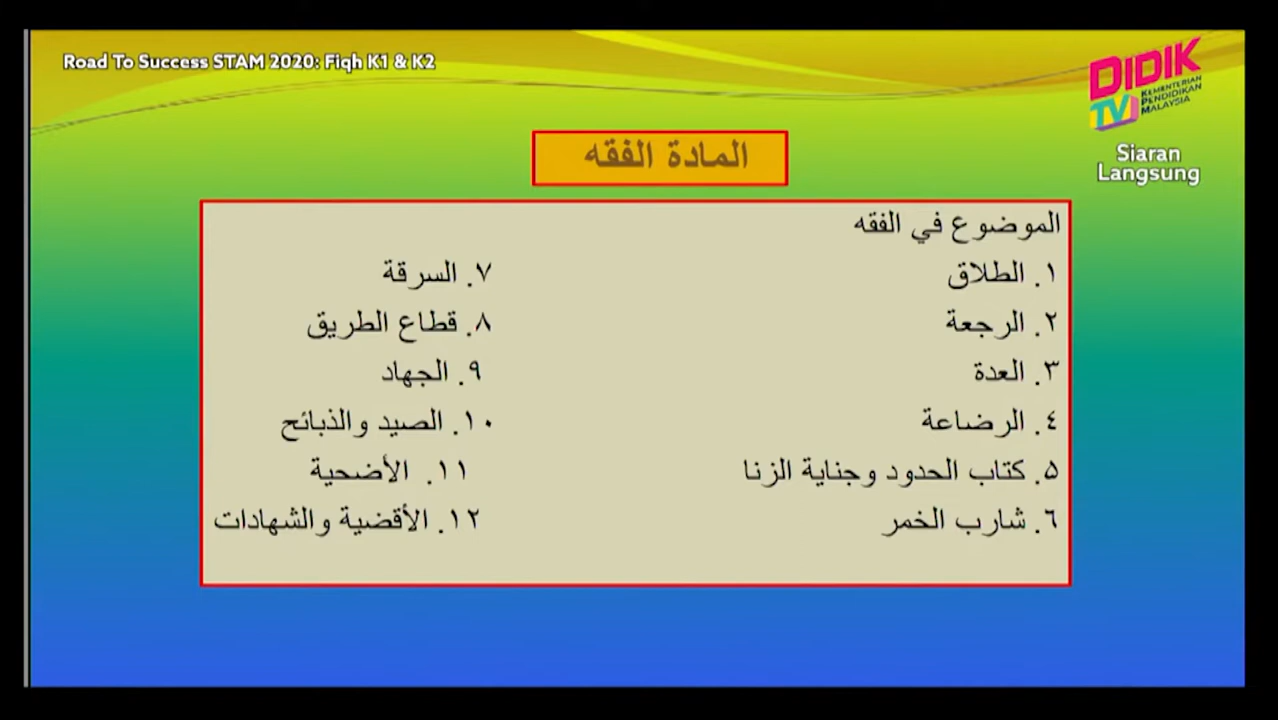 Road To Success STAM 2020: Fiqh K1 & K2
DIDIK
TV
KEMENTERIAN
PENDIDIKAN
MALAYSIA
Siaran
Langsung
المادة الفقه
الموضوع في الفقه
١. الطلاق
٢. الرجعة
٣. العدة
٤. الرضاعة
٥. كتاب الحدود وجناية الزنا
٦. شارب الخمر
٧. السرقة
٨. قطاع الطريق
٩. الجهاد
١٠. الصيد والذبائح
١١. الأضحية
١٢. الأقضية والشهادات